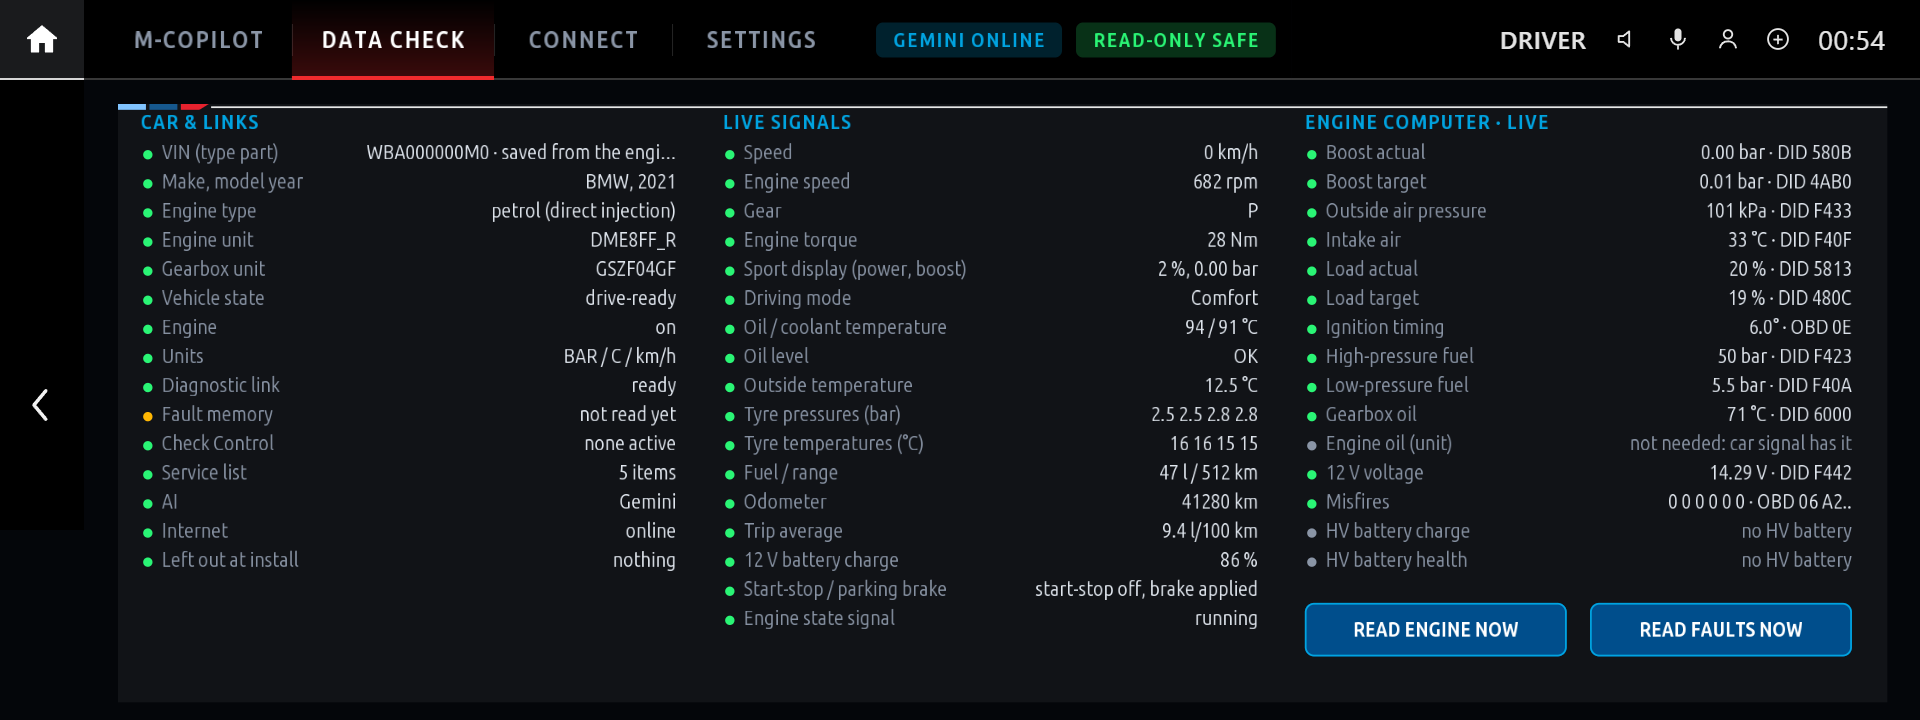 M-COPILOT DATA CHECK CONNECT SETTINGS GEMINI ONLINE READ-ONLY SAFE DRIVER 00:54
CAR & LINKS
VIN (type part) WBA000000M0 · saved from the engi...
Make, model year BMW, 2021
Engine type petrol (direct injection)
Engine unit DME8FF_R
Gearbox unit GSZF04GF
Vehicle state drive-ready
Engine on
Units BAR / C / km/h
Diagnostic link ready
Fault memory not read yet
Check Control none active
Service list 5 items
AI Gemini
Internet online
Left out at install nothing
LIVE SIGNALS
Speed 0 km/h
Engine speed 682 rpm
Gear P
Engine torque 28 Nm
Sport display (power, boost) 2 %, 0.00 bar
Driving mode Comfort
Oil / coolant temperature 94 / 91 °C
Oil level OK
Outside temperature 12.5 °C
Tyre pressures (bar) 2.5 2.5 2.8 2.8
Tyre temperatures (°C) 16 16 15 15
Fuel / range 47 l / 512 km
Odometer 41280 km
Trip average 9.4 l/100 km
12 V battery charge 86 %
Start-stop / parking brake start-stop off, brake applied
Engine state signal running
ENGINE COMPUTER · LIVE
Boost actual 0.00 bar · DID 580B
Boost target 0.01 bar · DID 4AB0
Outside air pressure 101 kPa · DID F433
Intake air 33 °C · DID F40F
Load actual 20 % · DID 5813
Load target 19 % · DID 480C
Ignition timing 6.0° · OBD 0E
High-pressure fuel 50 bar · DID F423
Low-pressure fuel 5.5 bar · DID F40A
Gearbox oil 71 °C · DID 6000
Engine oil (unit) not needed: car signal has it
12 V voltage 14.29 V · DID F442
Misfires 0 0 0 0 0 0 · OBD 06 A2..
HV battery charge no HV battery
HV battery health no HV battery
READ ENGINE NOW READ FAULTS NOW